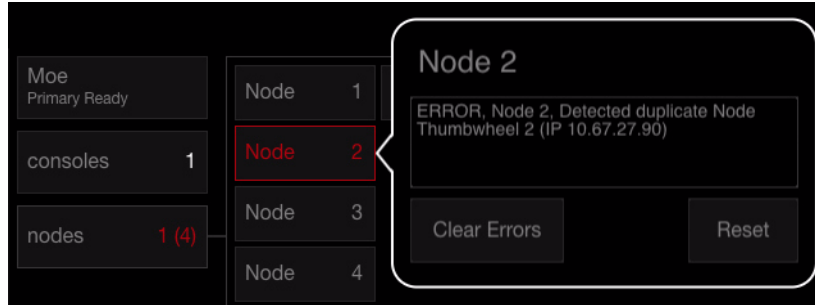 Moe
Primary Ready
consoles 1
nodes 1 (4)
Node 1
Node 2
Node 3
Node 4
Node 2
ERROR, Node 2, Detected duplicate Node
Thumbwheel 2 (IP 10.67.27.90)
Clear Errors
Reset